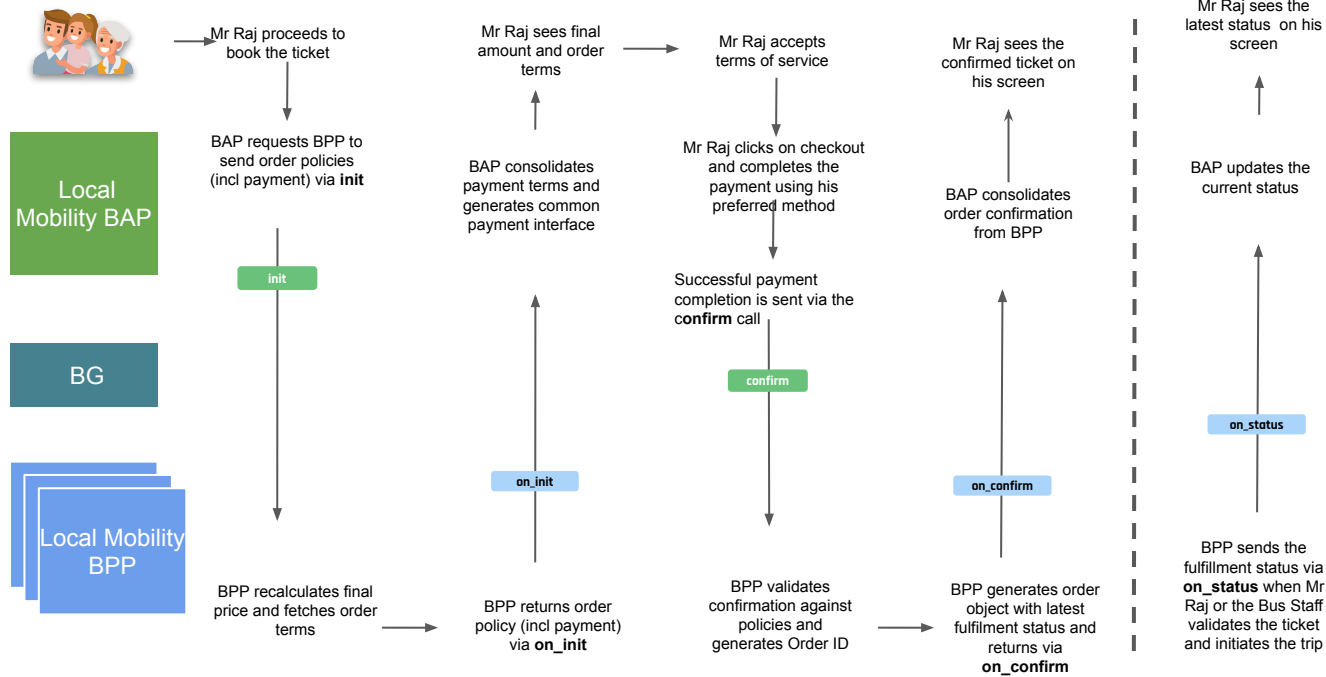 Mr Raj proceeds to
book the ticket
BAP requests BPP to
send order policies
(incl payment) via init
init
BPP recalculates final
price and fetches order
terms
BPP returns order
policy (incl payment)
via on_init
on_init
BAP consolidates
payment terms and
generates common
payment interface
Mr Raj sees final
amount and order
terms
Mr Raj accepts
terms of service
Mr Raj clicks on checkout
and completes the
payment using his
preferred method
Successful payment
completion is sent via the
confirm call
confirm
BPP validates
confirmation against
policies and
generates Order ID
BPP generates order
object with latest
fulfilment status and
returns via
on_confirm
on_confirm
BAP consolidates
order confirmation
from BPP
Mr Raj sees the
confirmed ticket on
his screen
BPP sends the
fulfillment status via
on_status when Mr
Raj or the Bus Staff
validates the ticket
and initiates the trip
on_status
BAP updates the
current status
Mr Raj sees the
latest status on his
screen
Local
Mobility BAP
BG
Local Mobility
BPP